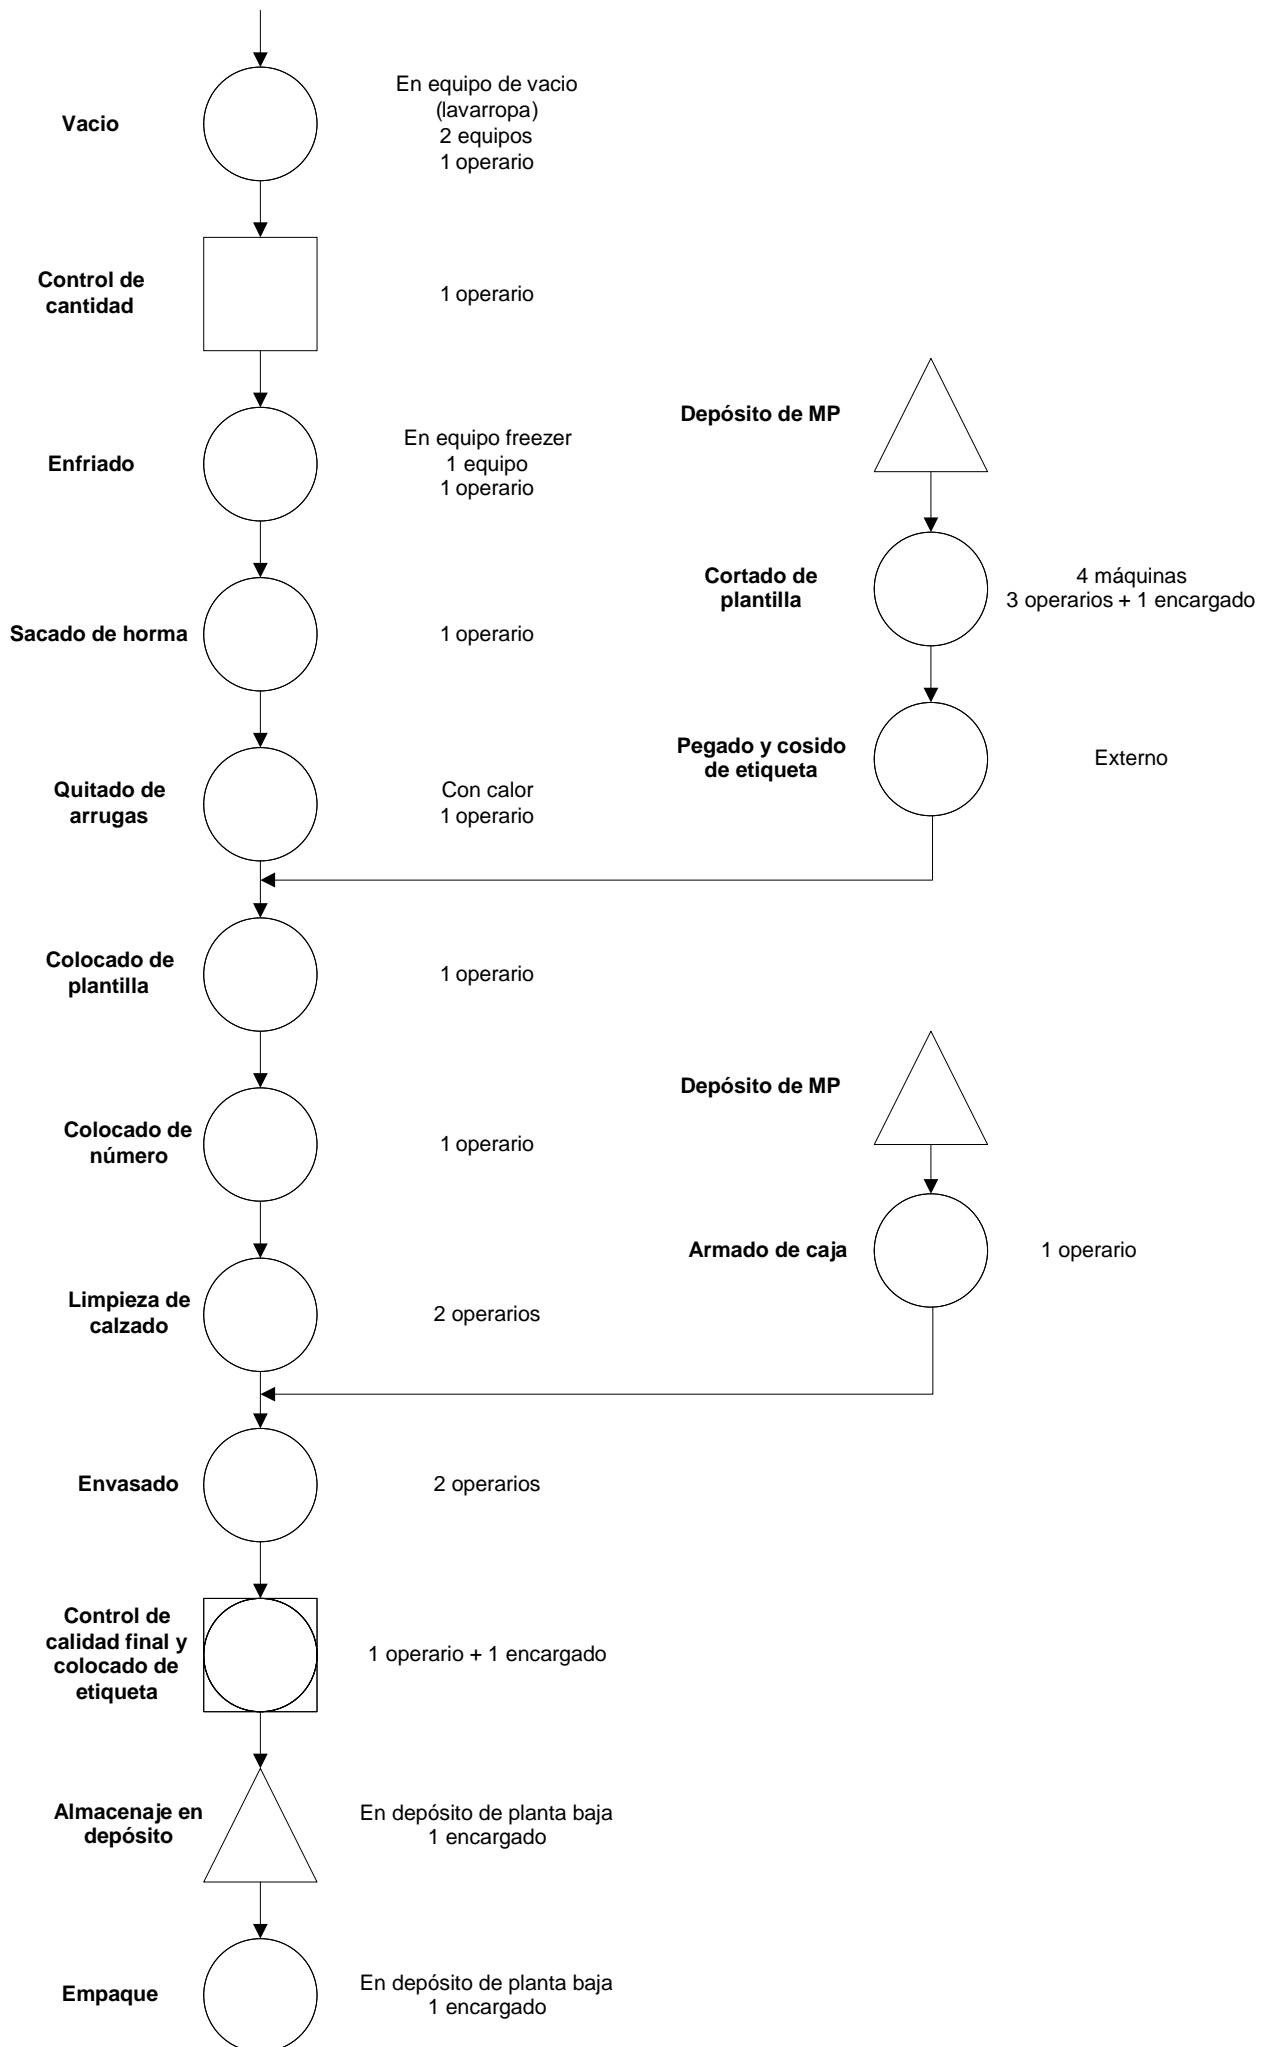 Vacio
En equipo de vacio
(lavarropa)
2 equipos
1 operario
Control de
cantidad
1 operario
Enfriado
En equipo freezer
1 equipo
1 operario
Depósito de MP
Cortado de
plantilla
4 máquinas
3 operarios + 1 encargado
Sacado de horma
1 operario
Pegado y cosido
de etiqueta
Externo
Quitado de
arrugas
Con calor
1 operario
Colocado de
plantilla
1 operario
Depósito de MP
Colocado de
número
1 operario
Armado de caja
1 operario
Limpieza de
calzado
2 operarios
Envasado
2 operarios
Control de
calidad final y
colocado de
etiqueta
1 operario + 1 encargado
Almacenaje en
depósito
En depósito de planta baja
1 encargado
Empaque
En depósito de planta baja
1 encargado